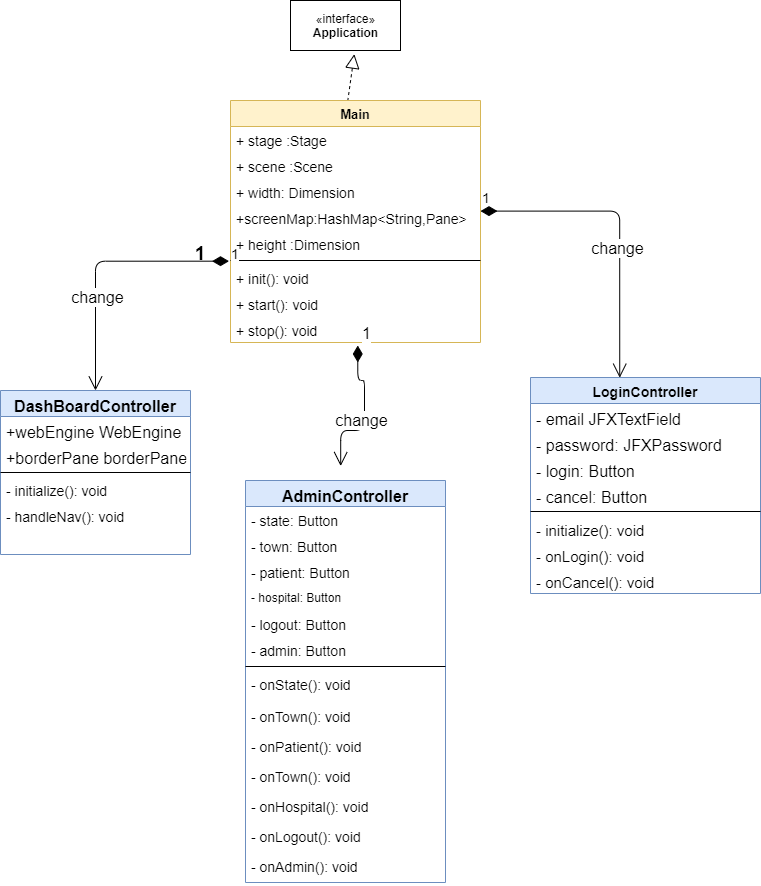 «interface»
Application
Main
+ stage :Stage
+ scene :Scene
+ width: Dimension
+screenMap:HashMap<String,Pane>
+ height :Dimension
+ init(): void
+ start(): void
+ stop(): void
1
1
1
1
change
change
change
DashBoardController
+webEngine WebEngine
+borderPane borderPane
- initialize(): void
- handleNav(): void
AdminController
- state: Button
- town: Button
- patient: Button
- hospital: Button
- logout: Button
- admin: Button
- onState(): void
- onTown(): void
- onPatient(): void
- onTown(): void
- onHospital(): void
- onLogout(): void
- onAdmin(): void
LoginController
- email JFXTextField
- password: JFXPassword
- login: Button
- cancel: Button
- initialize(): void
- onLogin(): void
- onCancel(): void